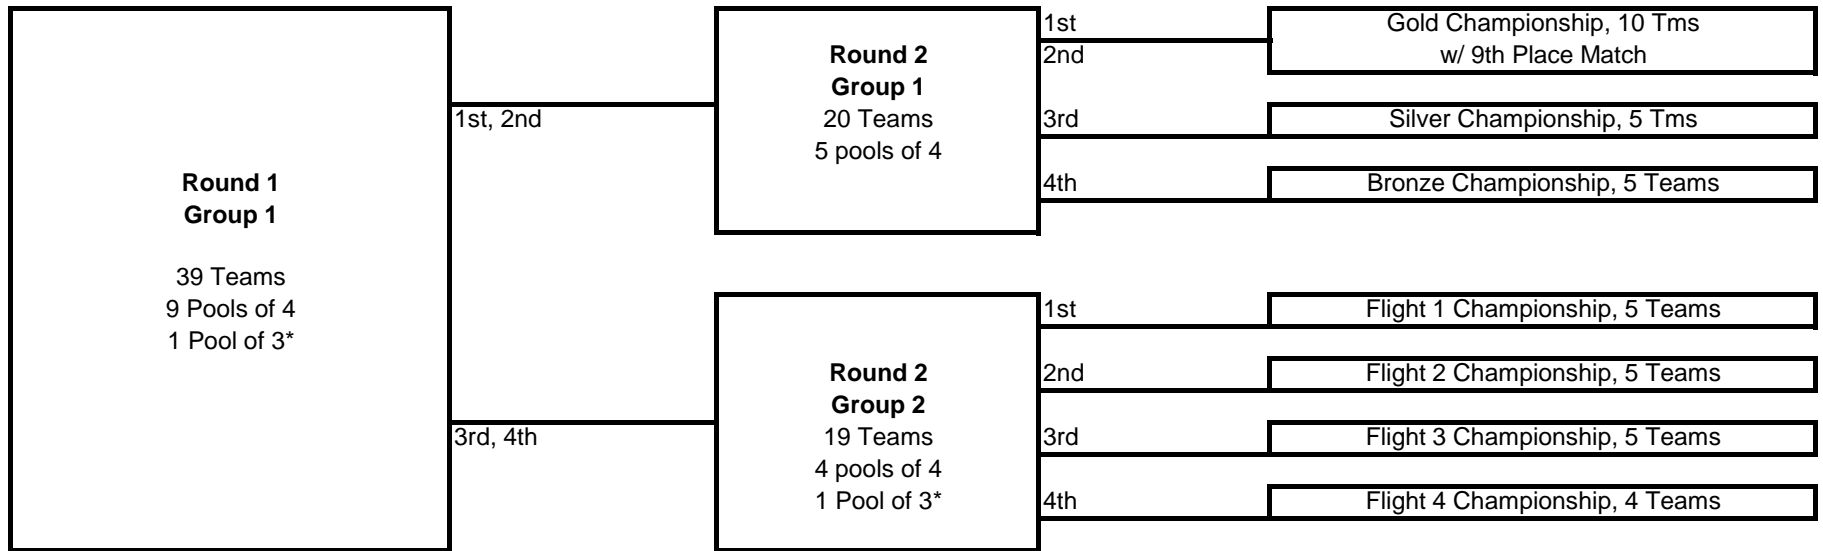 Round 1
Group 1
39 Teams
9 Pools of 4
1 Pool of 3*
1st, 2nd
3rd, 4th
Round 2
Group 1
20 Teams
5 pools of 4
1st
2nd
3rd
4th
Gold Championship, 10 Tms
w/ 9th Place Match
Silver Championship, 5 Tms
Bronze Championship, 5 Teams
Round 2
Group 2
19 Teams
4 pools of 4
1 Pool of 3*
1st
2nd
3rd
4th
Flight 1 Championship, 5 Teams
Flight 2 Championship, 5 Teams
Flight 3 Championship, 5 Teams
Flight 4 Championship, 4 Teams